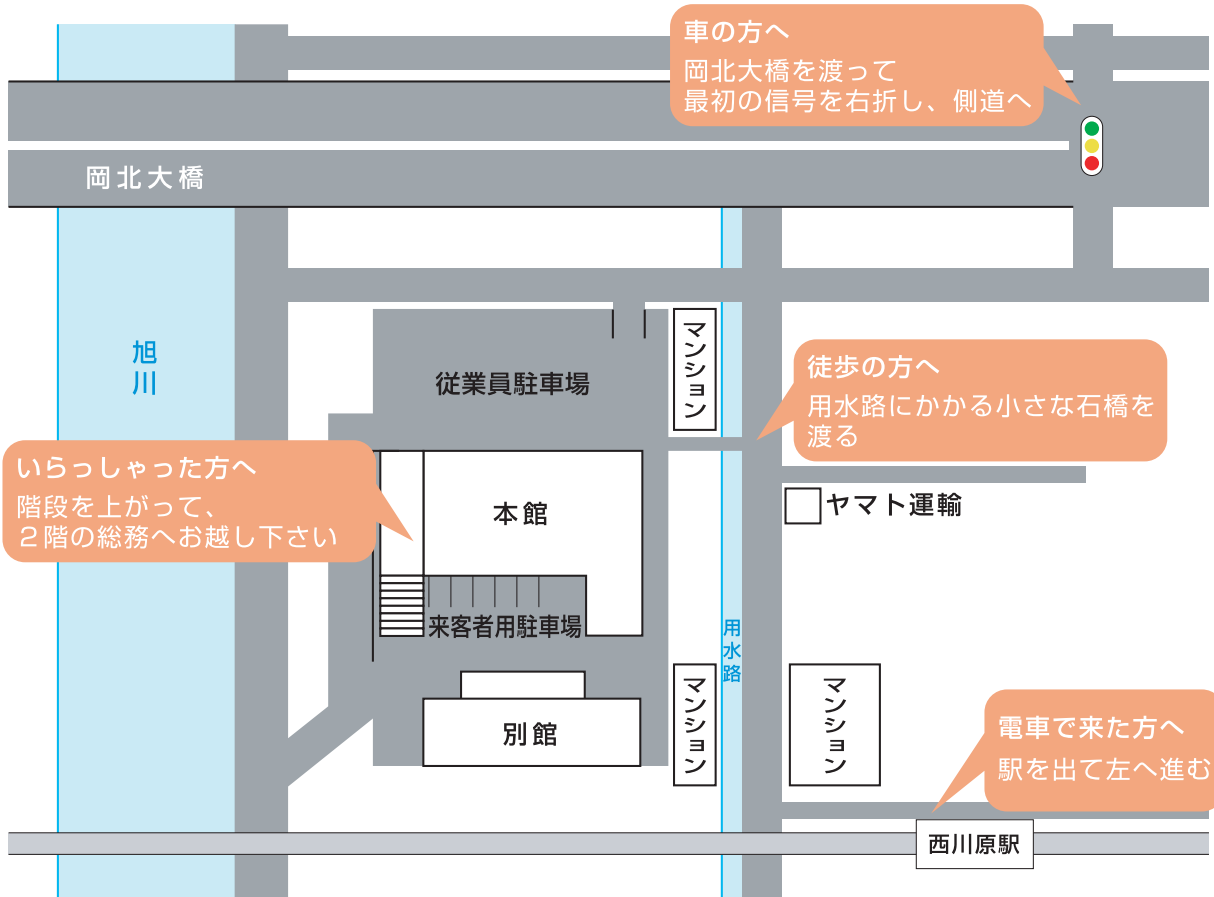 車の方へ
岡北大橋を渡って
最初の信号を右折し、側道へ
岡北大橋
旭川
マンション
従業員駐車場
徒歩の方へ
用水路にかかる小さな石橋を
渡る
いらっしゃった方へ
階段を上がって、
２階の総務へお越し下さい
本館
ヤマト運輸
来客者用駐車場
用水路
マンション
マンション
別館
電車で来た方へ
駅を出て左へ進む
西川原駅